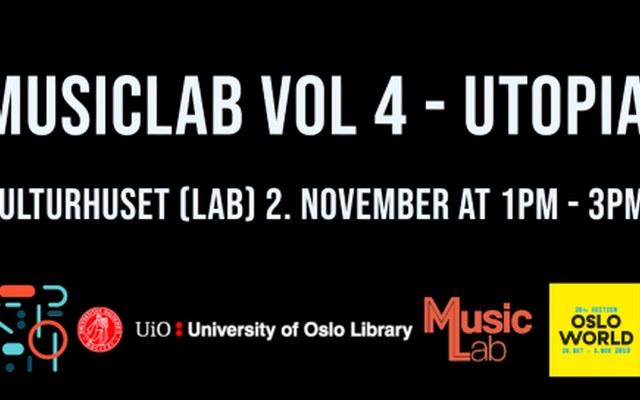 MUSICLAB VOL 4 - UTOPIA
ULTURHUSET (LAB) 2. NOVEMBER AT 1PM - 3PM
UiO : University of Oslo Library
Music
Lab
OSLO
WORLD